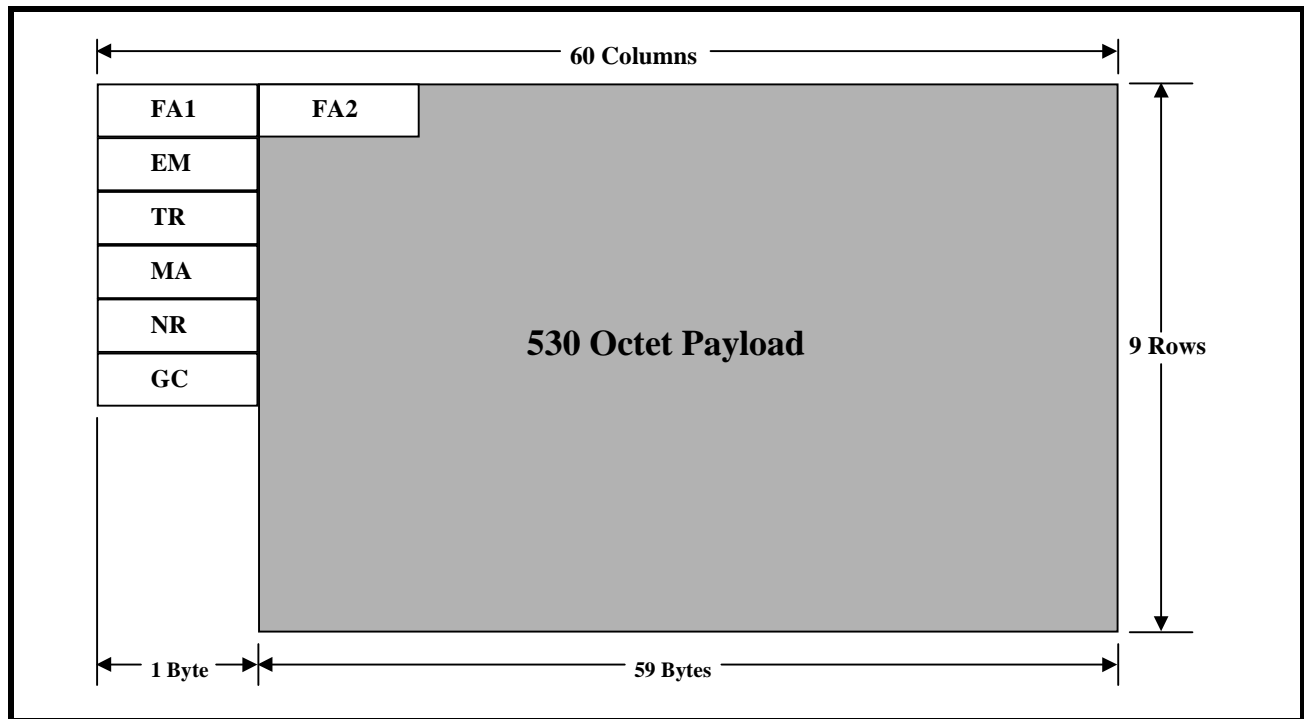 60 Columns
FA1 FA2
EM
TR
MA
NR
GC
530 Octet Payload
9 Rows
1 Byte
59 Bytes